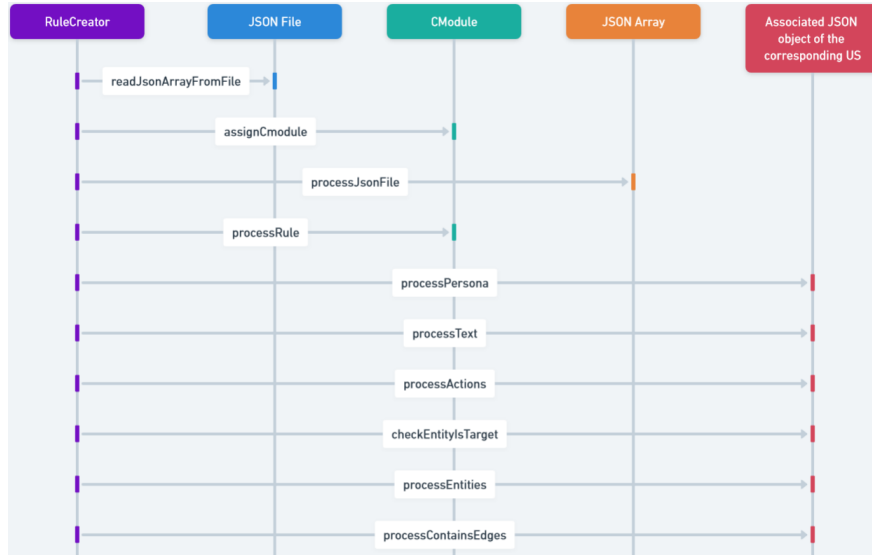 RuleCreator
JSON File
CModule
JSON Array
Associated JSON
object of the
corresponding US
readJsonArrayFromFile
assignCmodule
processJsonFile
processRule
processPersona
processText
processActions
checkEntityIsTarget
processEntities
processContainsEdges